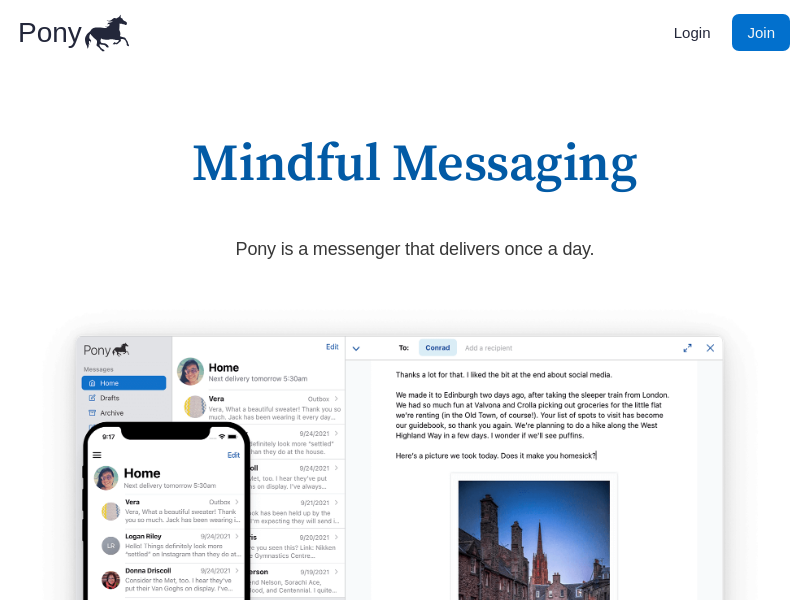 Pony
Login
Join
Mindful Messaging
Pony is a messenger that delivers once a day.
Pony
Messages
Home
Drafts
Archive
Edit
Home
Next delivery tomorrow 5:30am
Vera
Outbox
Vera, What a beautiful sweater! Thank you so
much. Jack has been wearing it every day…
9/24/2021
definitely look more “settled”
than they do at the house.
9/24/2021
Met, too. I hear they've put
on display. I've always…
9/21/2021
Jack has been held up by the
I'm expecting they will send i…
9/20/2021
you seen this? Link: Nikken
Gymnastics Centre…
9/19/2021
and Nelson, Sorachi Ace,
and Centennial. I quite…
To:
Conrad
Add a recipient
Thanks a lot for that. I liked the bit at the end about social media.
We made it to Edinburgh two days ago, after taking the sleeper train from London.
We had so much fun at Valvona and Crolla picking out groceries for the little flat
we're renting (in the Old Town, of course!). Your list of spots to visit has become
our guidebook, so thank you again. We're planning to do a hike along the West
Highland Way in a few days. I wonder if we'll see puffins.
Here's a picture we took today. Does it make you homesick?
9:17
Edit
Home
Next delivery tomorrow 5:30am
Vera
Outbox
Vera, What a beautiful sweater! Thank
you so much. Jack has been wearing i…
LR
Logan Riley
9/24/2021
Hello! Things definitely look more
“settled” on Instagram than they do at…
Donna Driscoll
9/24/2021
Consider the Met, too. I hear they've
put their Van Goghs on display. I've…